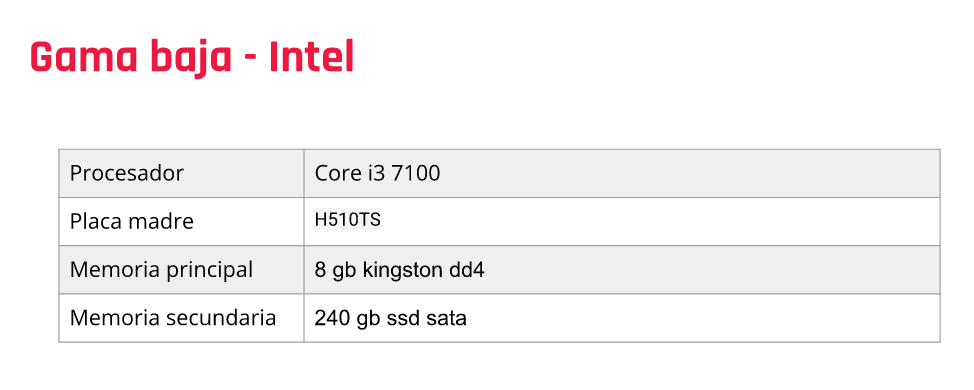 Gama baja - Intel
Procesador Core i3 7100
Placa madre H510TS
Memoria principal 8 gb kingston dd4
Memoria secundaria 240 gb ssd sata